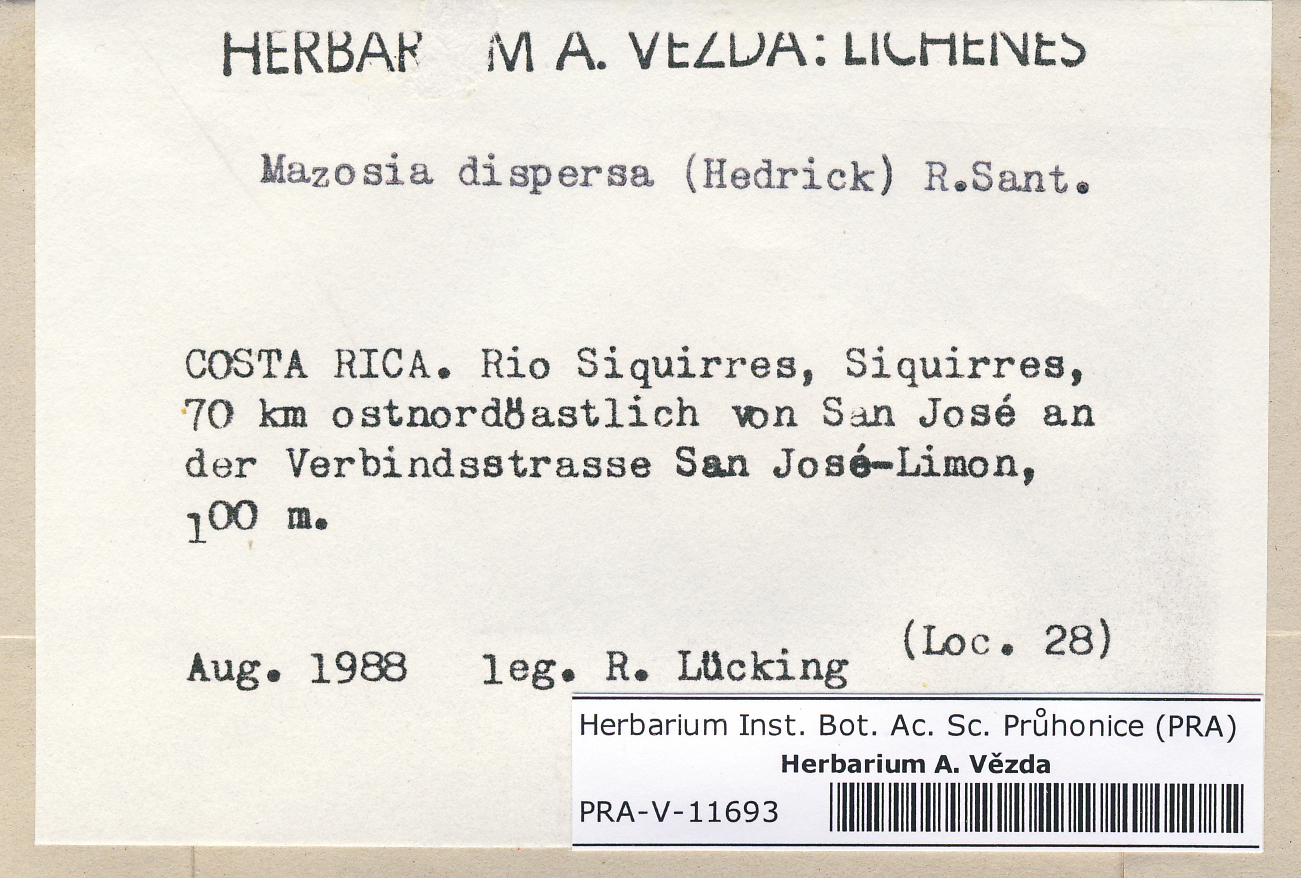 HERBAR M A. VĚZDA: LICHENES
Mazosia dispersa (Hedrick) R.Sant.
COSTA RICA. Rio Siquirres, Siquirres,
70 km ostnordöastlich von San José an
der Verbindsstrasse San José-Limon,
100 m.
(Loc. 28)
Aug. 1988 leg. R. Lücking
Herbarium Inst. Bot. Ac. Sc. Průhonice (PRA)
Herbarium A. Vězda
PRA-V-11693